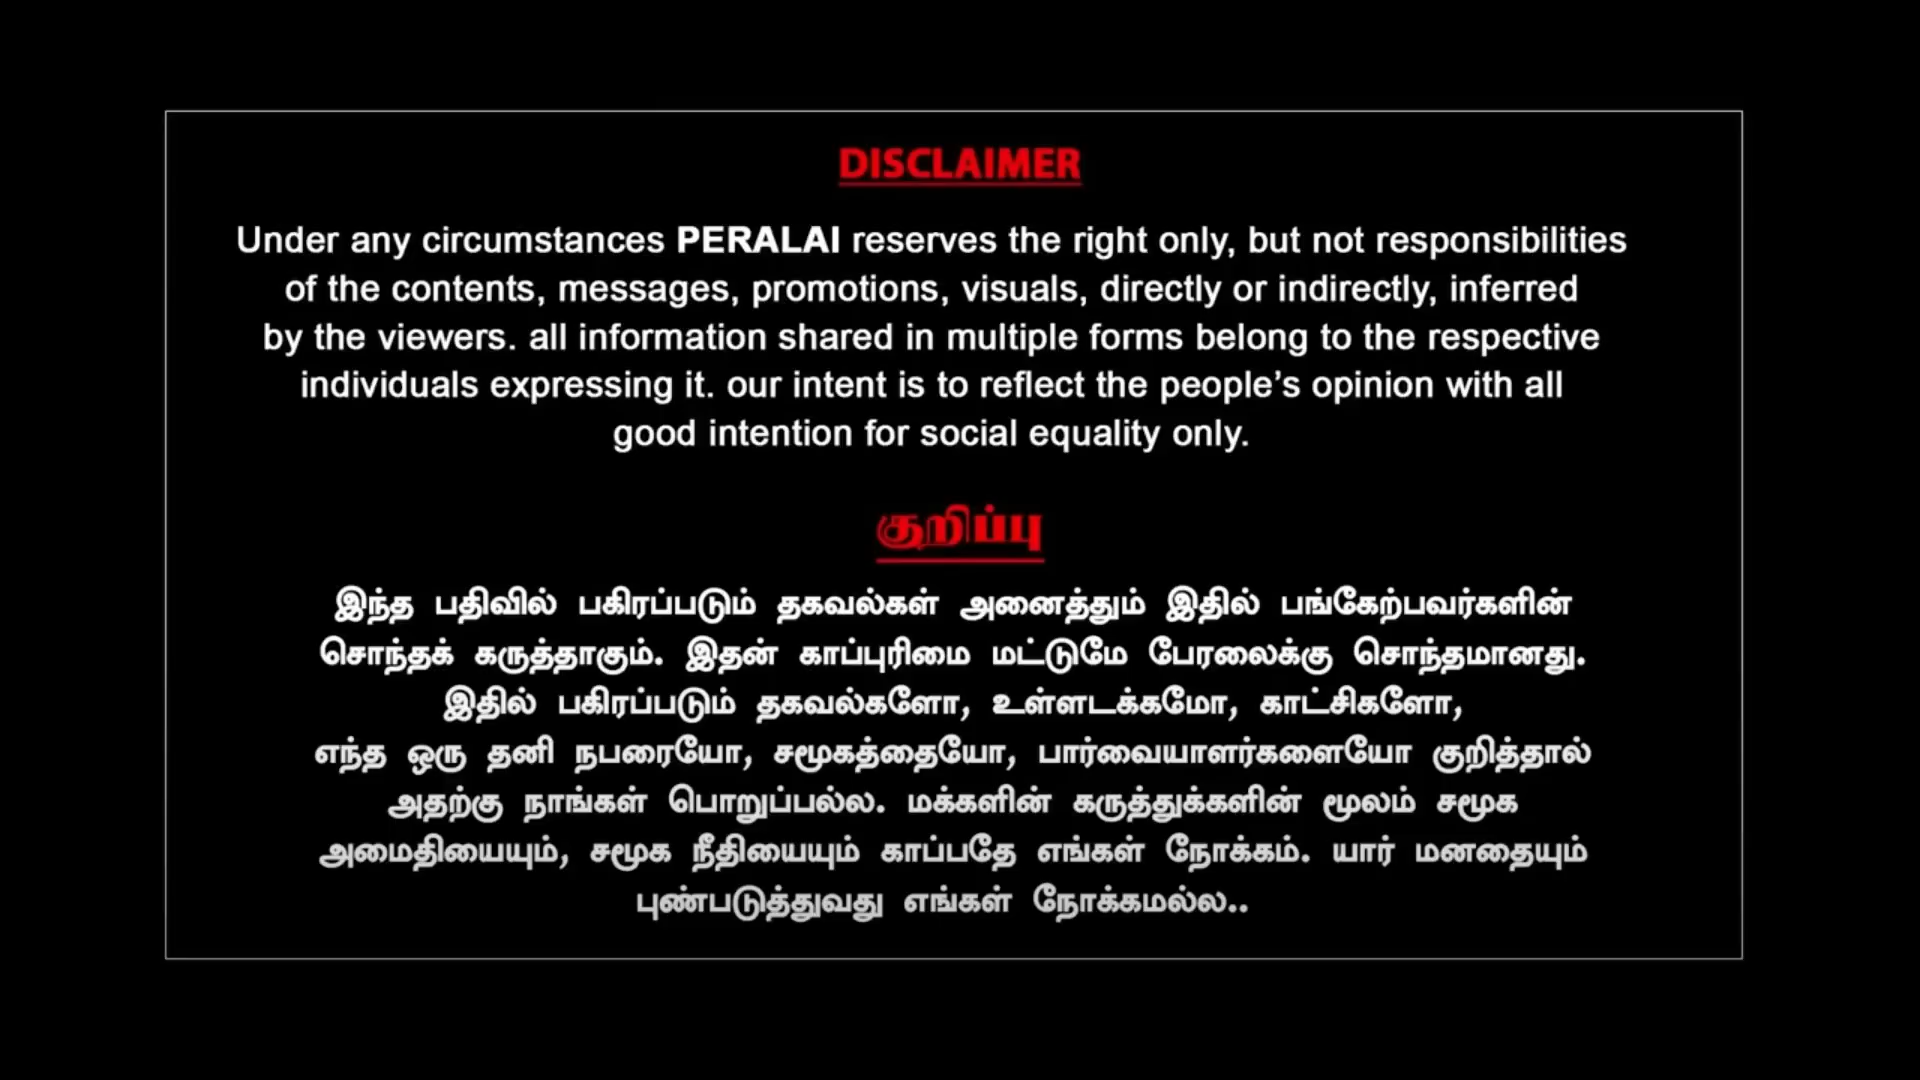 DISCLAIMER
Under any circumstances PERALAI reserves the right only, but not responsibilities
of the contents, messages, promotions, visuals, directly or indirectly, inferred
by the viewers. all information shared in multiple forms belong to the respective
individuals expressing it. our intent is to reflect the people’s opinion with all
good intention for social equality only.
குறிப்பு
இந்த பதிவில் பகிரப்படும் தகவல்கள் அனைத்தும் இதில் பங்கேற்பவர்களின்
சொந்தக் கருத்தாகும். இதன் காப்புரிமை மட்டுமே பேரலைக்கு சொந்தமானது.
இதில் பகிரப்படும் தகவல்களோ, உள்ளடக்கமோ, காட்சிகளோ,
எந்த ஒரு தனி நபரையோ, சமூகத்தையோ, பார்வையாளர்களையோ குறித்தால்
அதற்கு நாங்கள் பொறுப்பல்ல. மக்களின் கருத்துக்களின் மூலம் சமூக
அமைதியையும், சமூக நீதியையும் காப்பதே எங்கள் நோக்கம். யார் மனதையும்
புண்படுத்துவது எங்கள் நோக்கமல்ல..